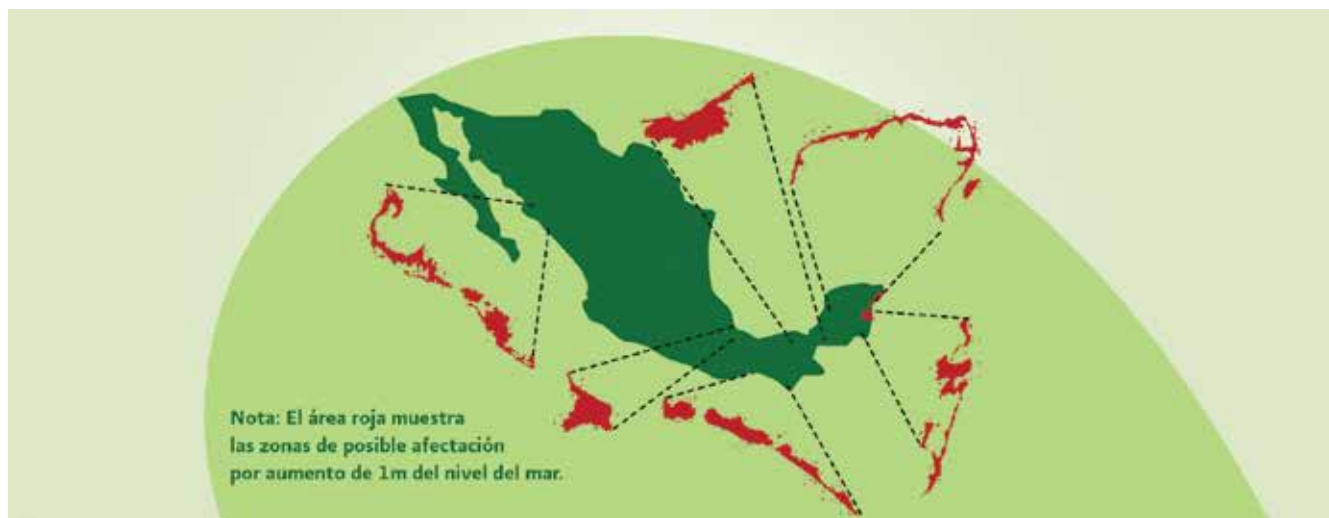 Nota: El área roja muestra
las zonas de posible afectación
por aumento de 1m del nivel del mar.